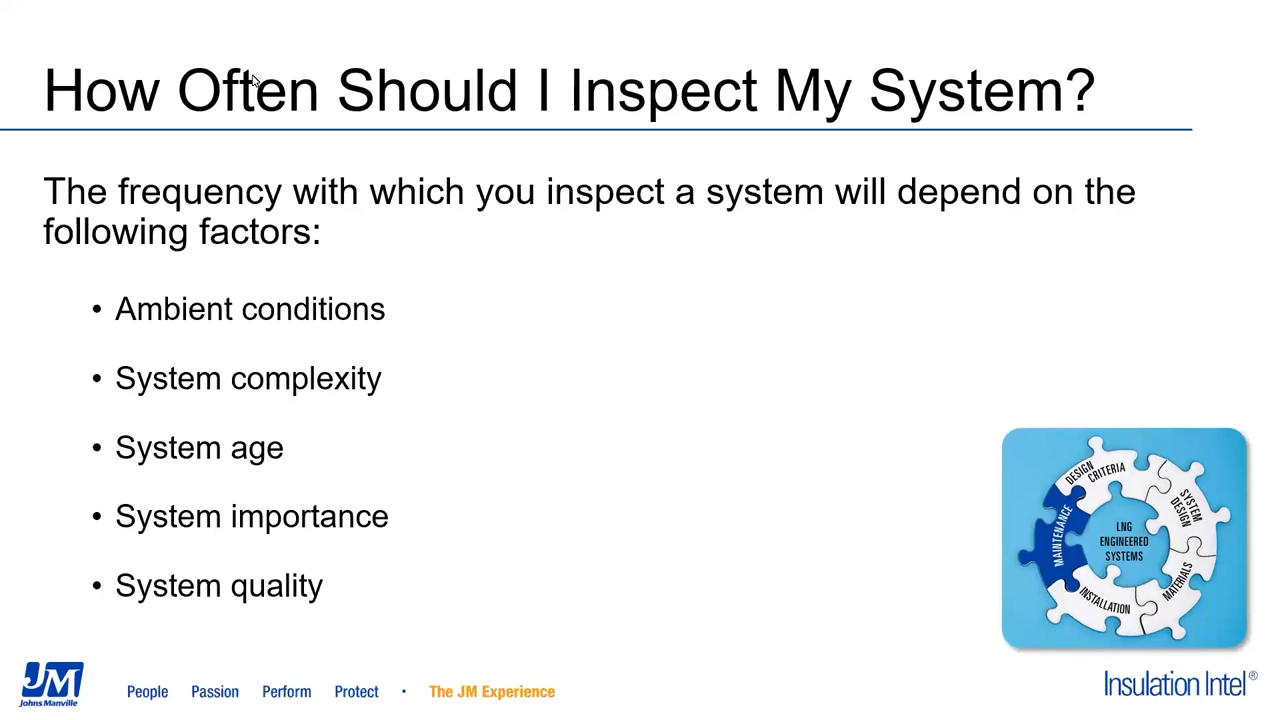 How Often Should I Inspect My System?
The frequency with which you inspect a system will depend on the
following factors:
• Ambient conditions
• System complexity
• System age
• System importance
• System quality
DESIGN
CRITERIA
SYSTEM
DESIGN
MATERIALS
INSTALLATION
MAINTENANCE
LNG
ENGINEERED
SYSTEMS
JM
Johns Manville
People Passion Perform Protect • The JM Experience
Insulation Intel®